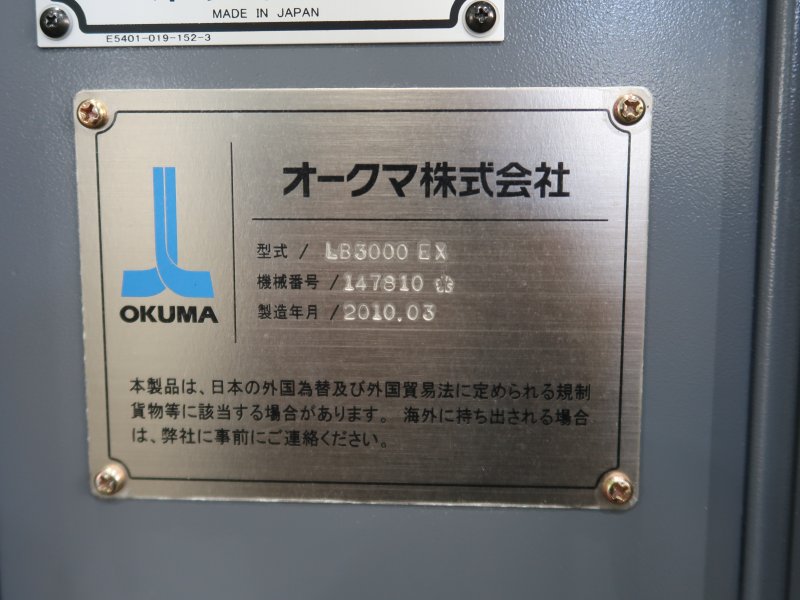 MADE IN JAPAN
E5401-019-152-3
オークマ株式会社
型式 / LB3000 EX
機械番号 / 147810
製造年月 / 2010.03
OKUMA
本製品は、日本の外国為替及び外国貿易法に定められる規制
貨物等に該当する場合があります。 海外に持ち出される場合
は、弊社に事前にご連絡ください。